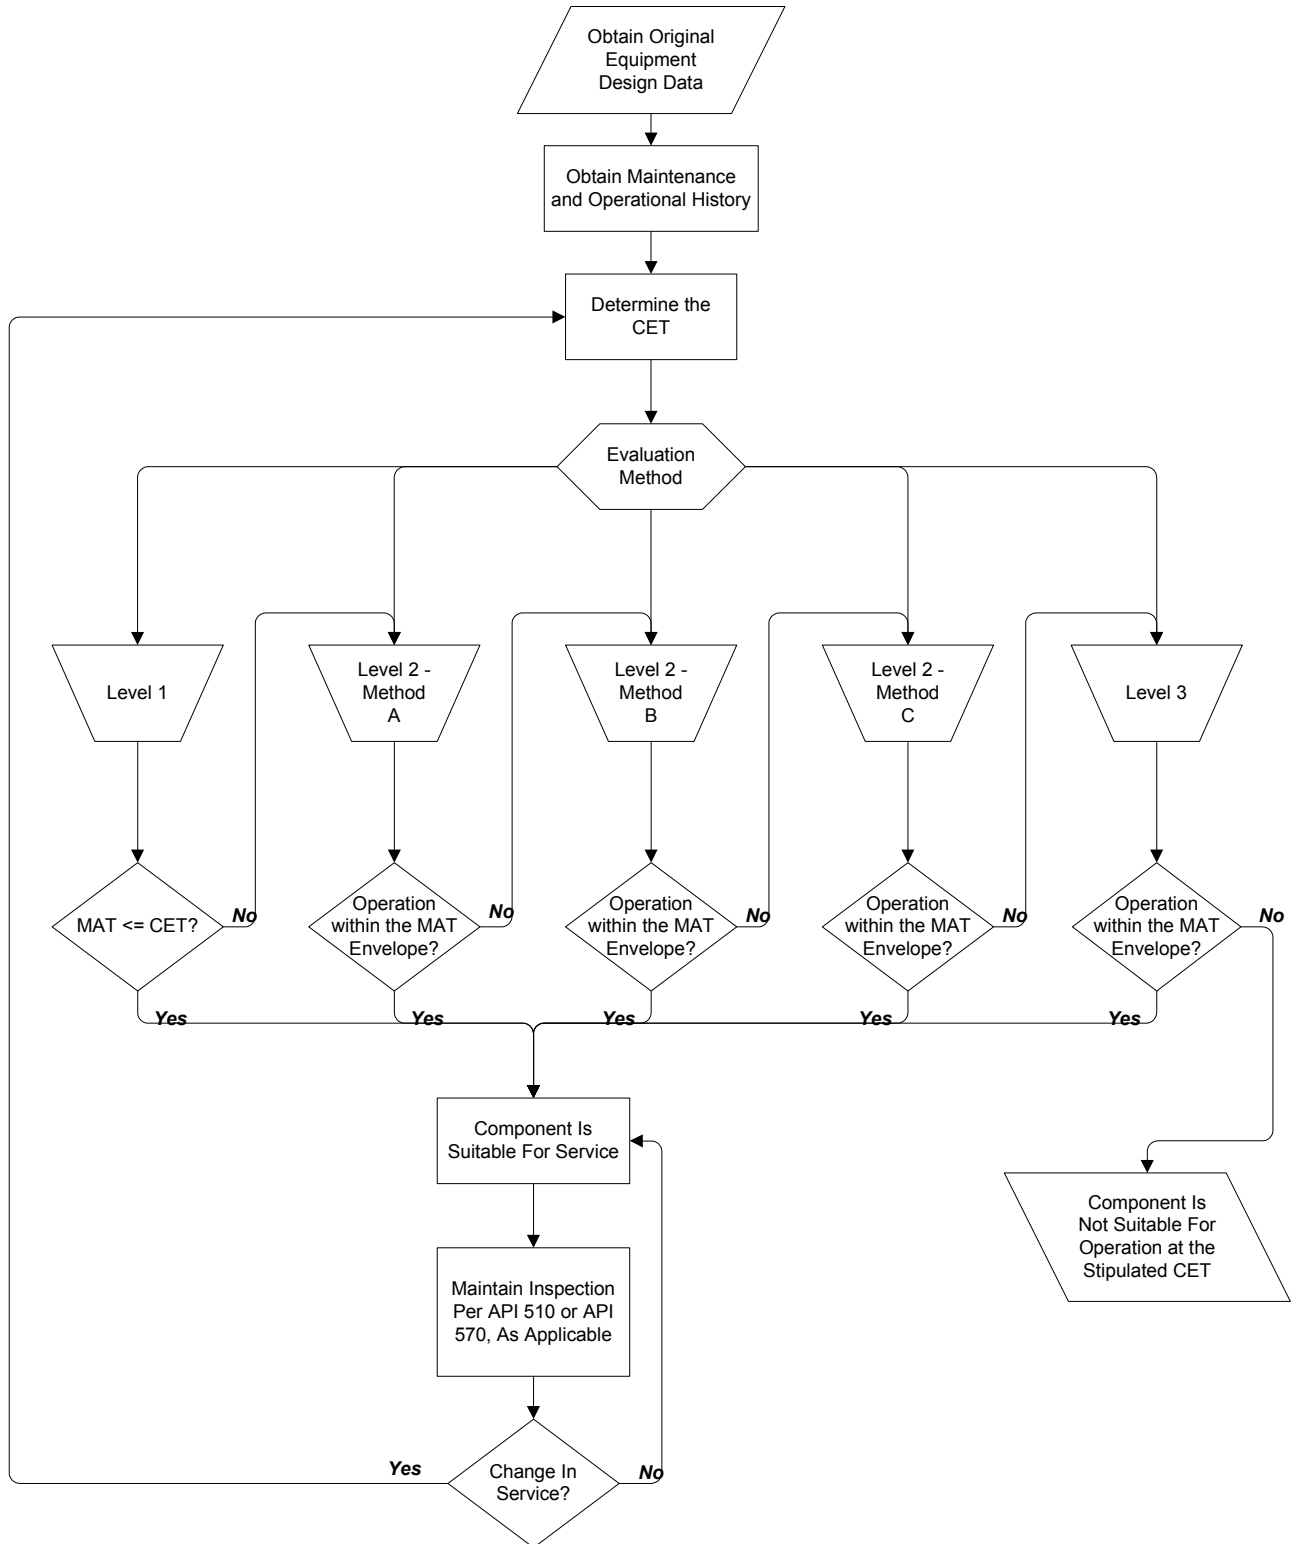 Obtain Original
Equipment
Design Data
Obtain Maintenance
and Operational History
Determine the
CET
Evaluation
Method
Level 1
Level 2 -
Method
A
Level 2 -
Method
B
Level 2 -
Method
C
Level 3
MAT <= CET?
No
Operation
within the MAT
Envelope?
No
Operation
within the MAT
Envelope?
No
Operation
within the MAT
Envelope?
No
Operation
within the MAT
Envelope?
No
Yes
Yes
Yes
Yes
Yes
Component Is
Suitable For Service
Component Is
Not Suitable For
Operation at the
Stipulated CET
Maintain Inspection
Per API 510 or API
570, As Applicable
Yes
Change In
Service?
No